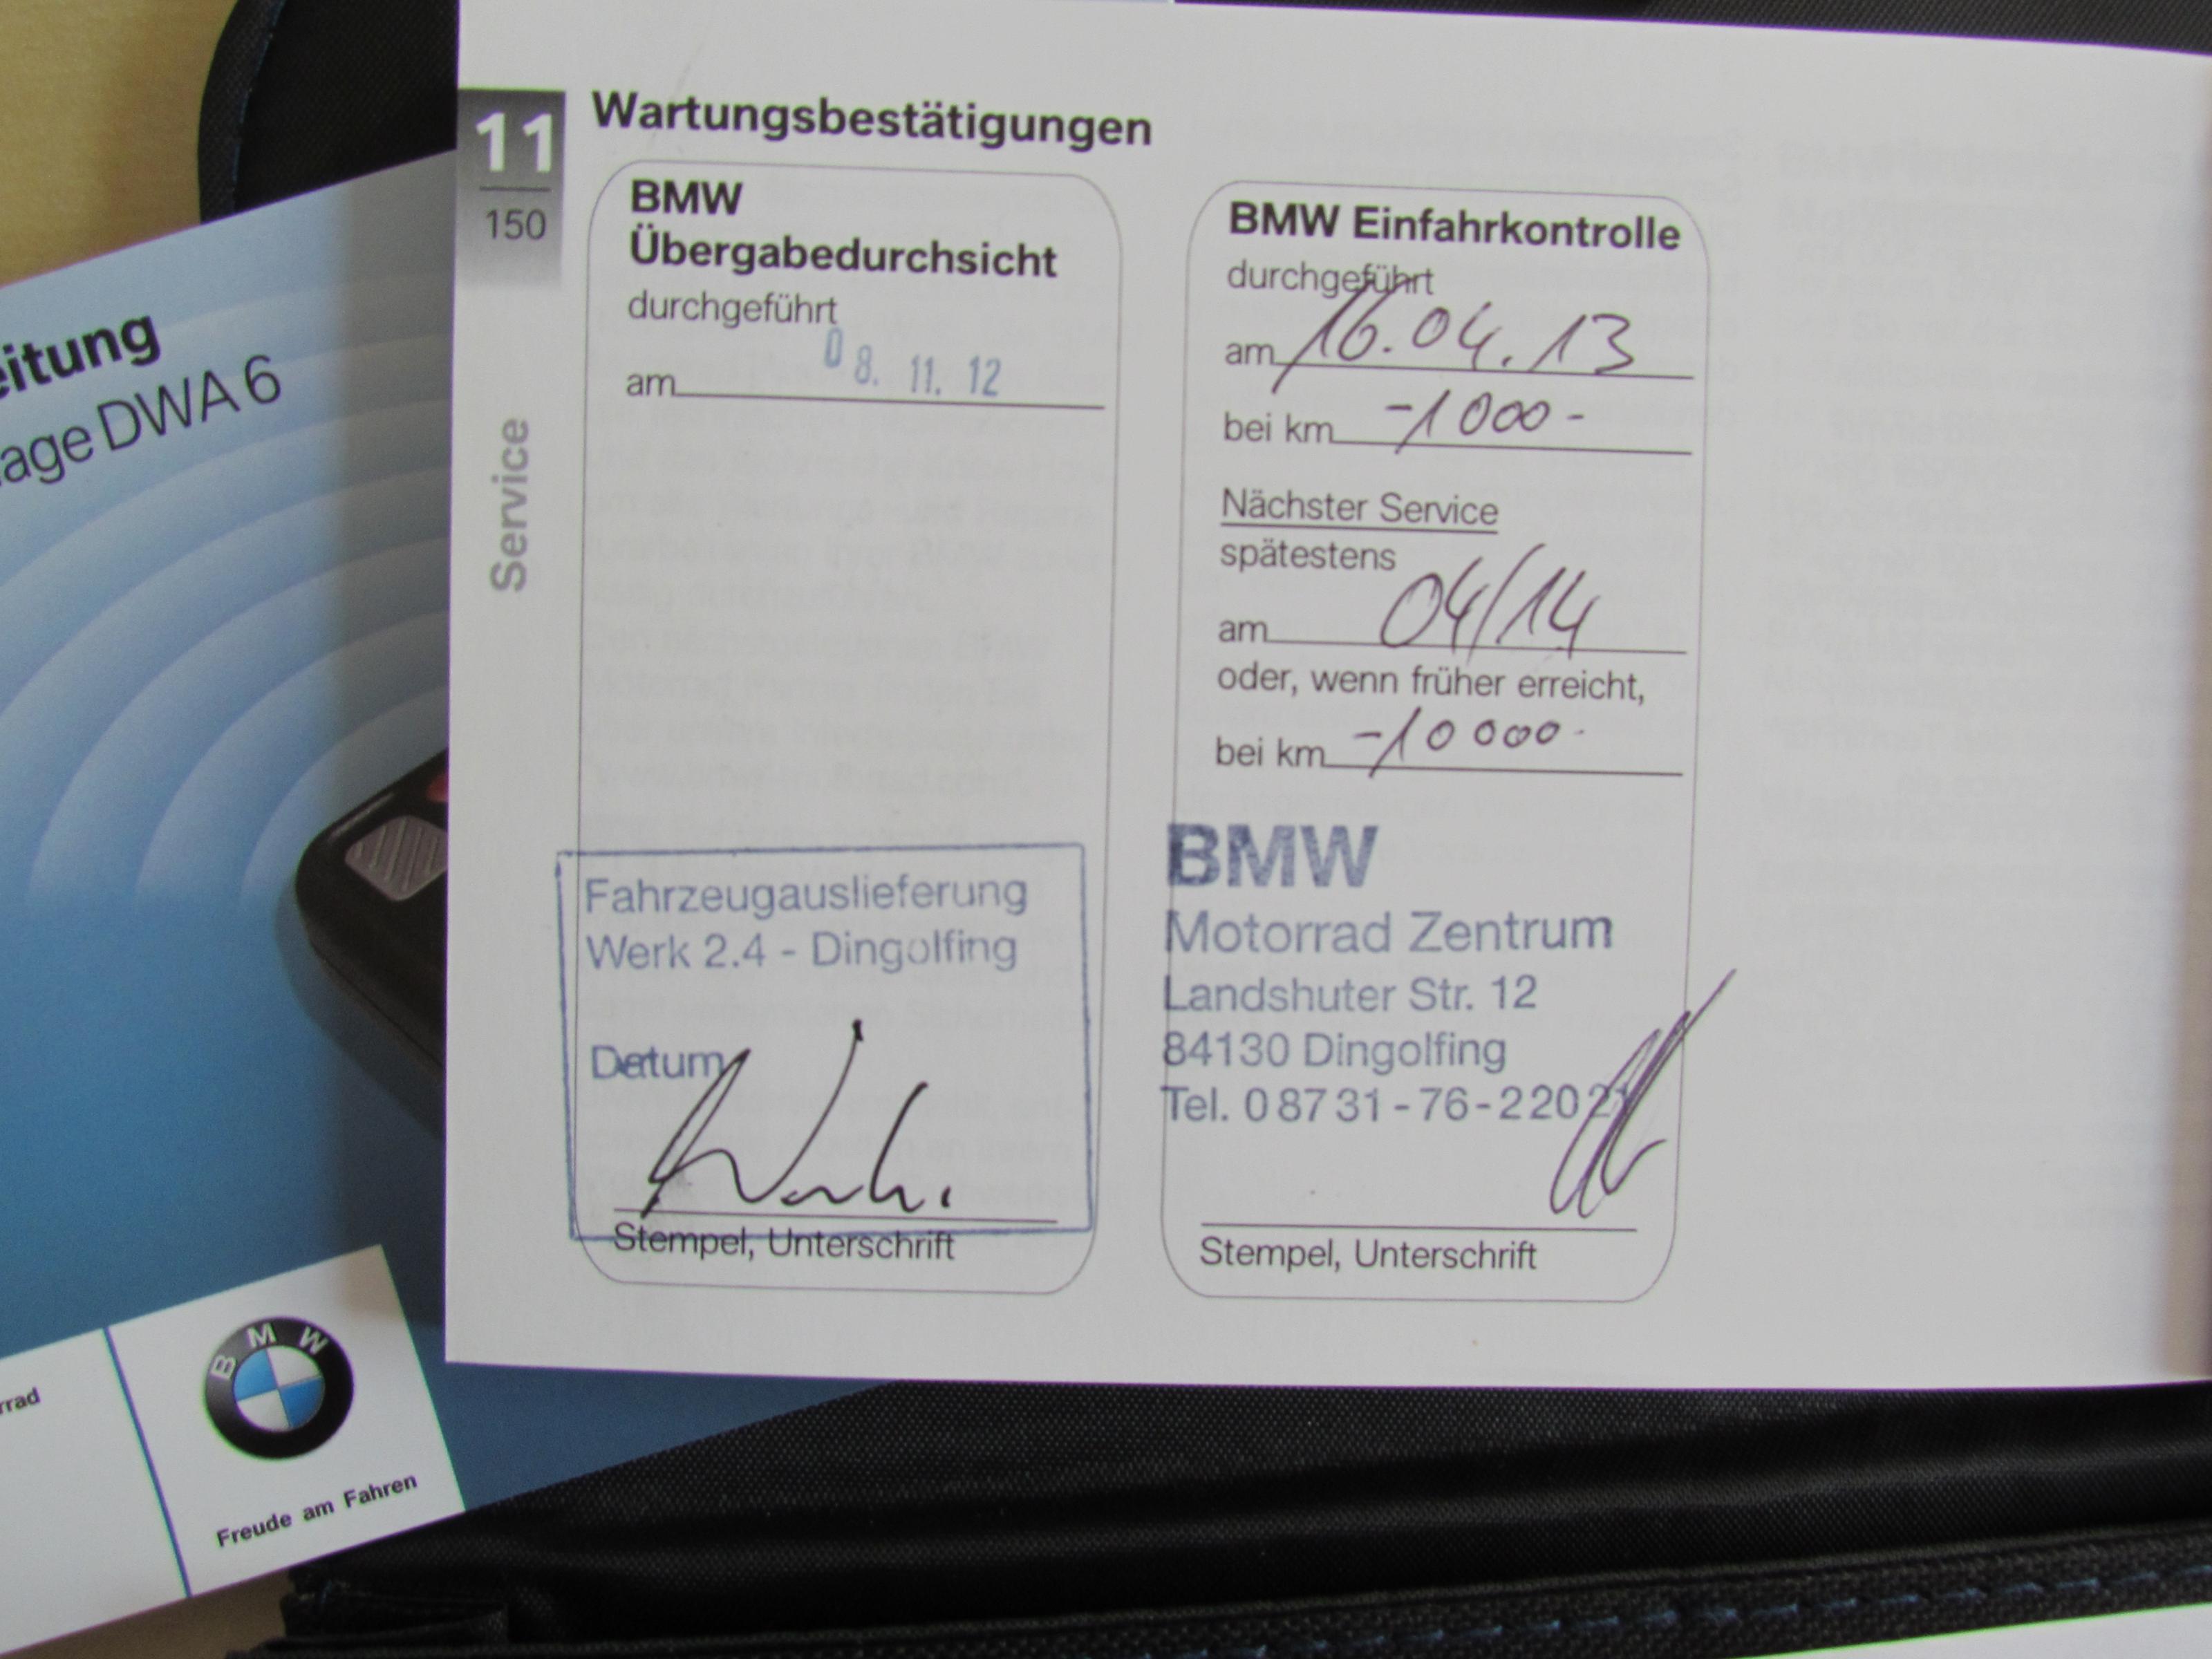 11
150
Service
Wartungsbestätigungen
BMW
Übergabedurchsicht
durchgeführt
am 08. 11. 12
Fahrzeugauslieferung
Werk 2.4 - Dingolfing
Datum
Stempel, Unterschrift
BMW Einfahrkontrolle
durchgeführt
am 16.04.13
bei km -1000-
Nächster Service
spätestens
am 04/14
oder, wenn früher erreicht,
bei km -10000-
BMW
Motorrad Zentrum
Landshuter Str. 12
84130 Dingolfing
Tel. 08731-76-22021
Stempel, Unterschrift
eitung
age DWA 6
rrad
BMW
Freude am Fahren